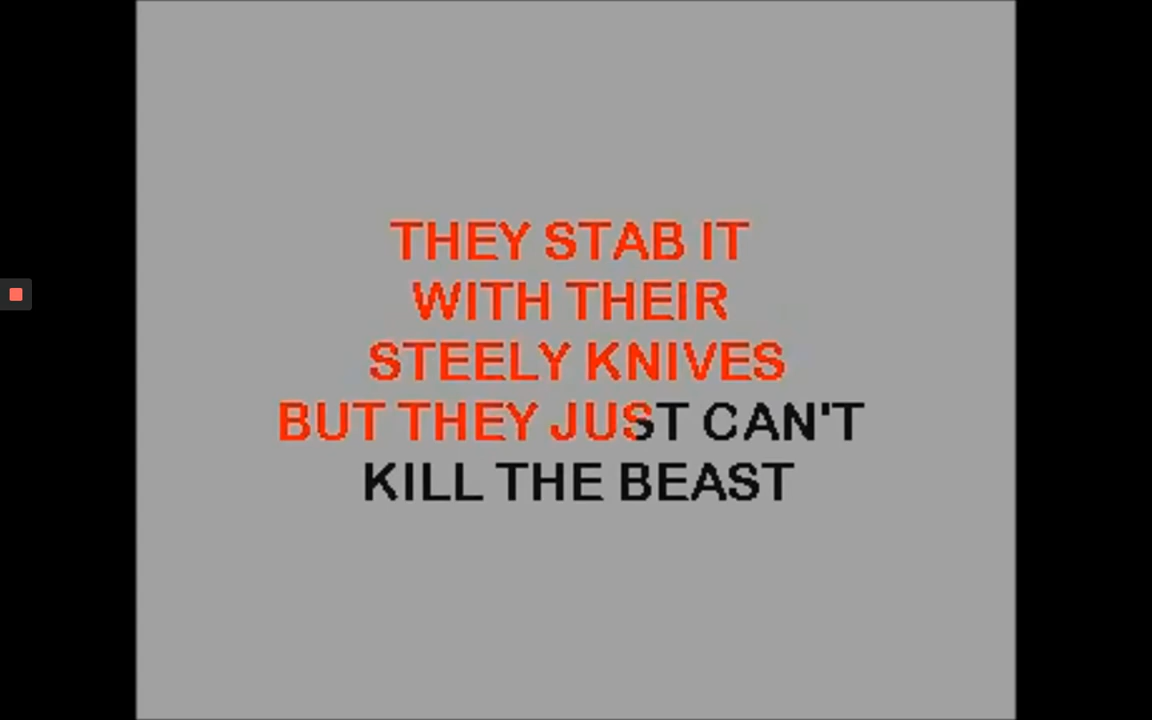 THEY STAB IT
WITH THEIR
STEELY KNIVES
BUT THEY JUST CAN'T
KILL THE BEAST